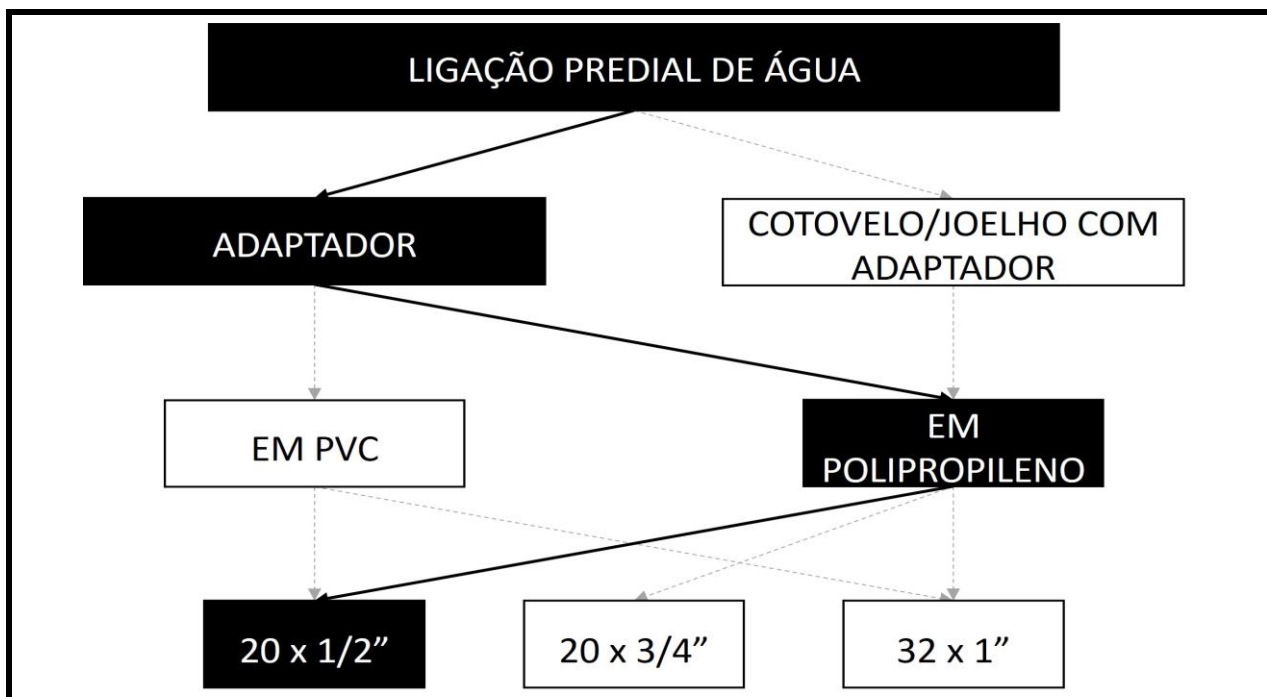 LIGAÇÃO PREDIAL DE ÁGUA
ADAPTADOR
COTOVELO/JOELHO COM
ADAPTADOR
EM PVC
EM
POLIPROPILENO
20 x 1/2”
20 x 3/4”
32 x 1”